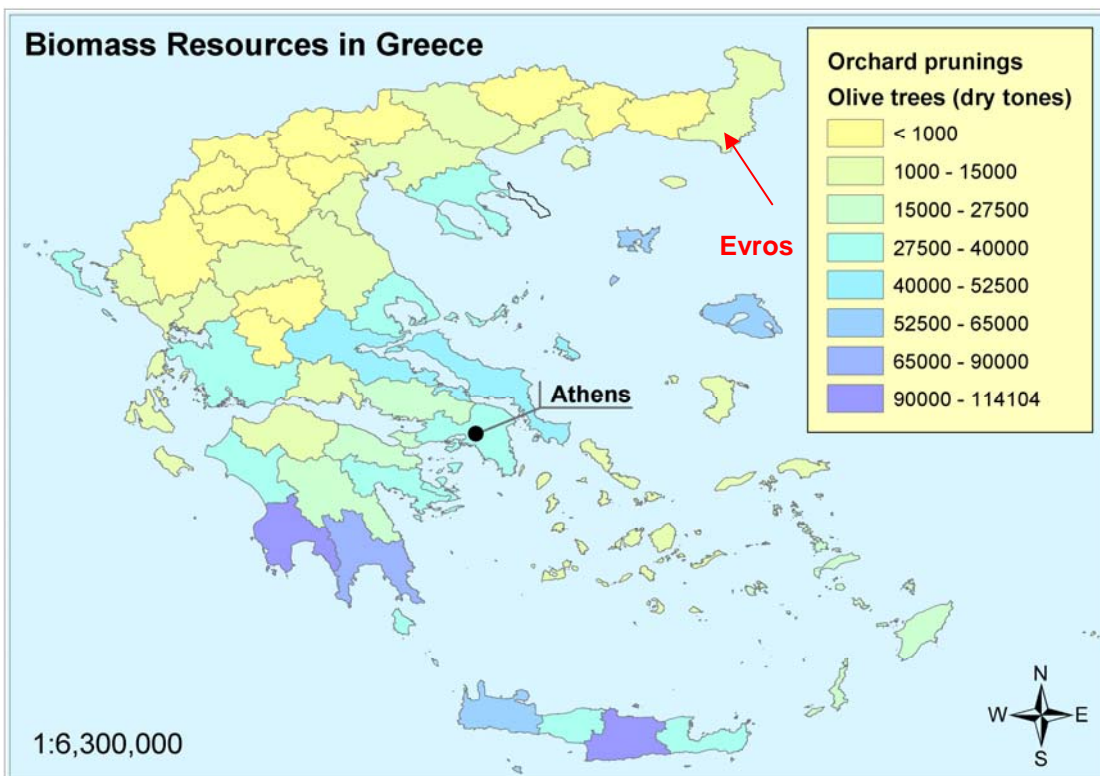 Biomass Resources in Greece
Orchard prunings
Olive trees (dry tones)
< 1000
1000 - 15000
15000 - 27500
27500 - 40000
40000 - 52500
52500 - 65000
65000 - 90000
90000 - 114104
Evros
Athens
1:6,300,000
N
W
E
S